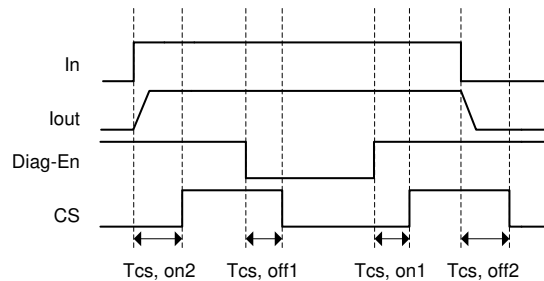 In
Iout
Diag-En
CS
Tcs, on2 Tcs, off1 Tcs, on1 Tcs, off2